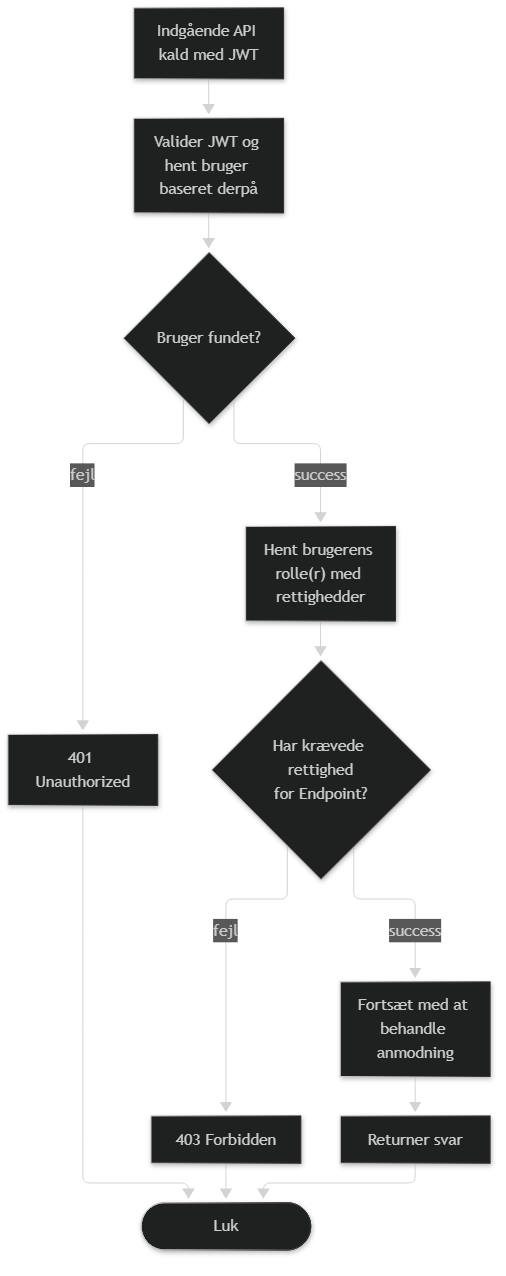 Indgående API
kald med JWT
Valider JWT og
hent bruger
baseret derpå
Bruger fundet?
fejl
success
Hent brugerens
rolle(r) med
rettighedder
401
Unauthorized
Har krævede
rettighed
for Endpoint?
fejl
success
Fortsæt med at
behandle
anmodning
403 Forbidden
Returner svar
Luk